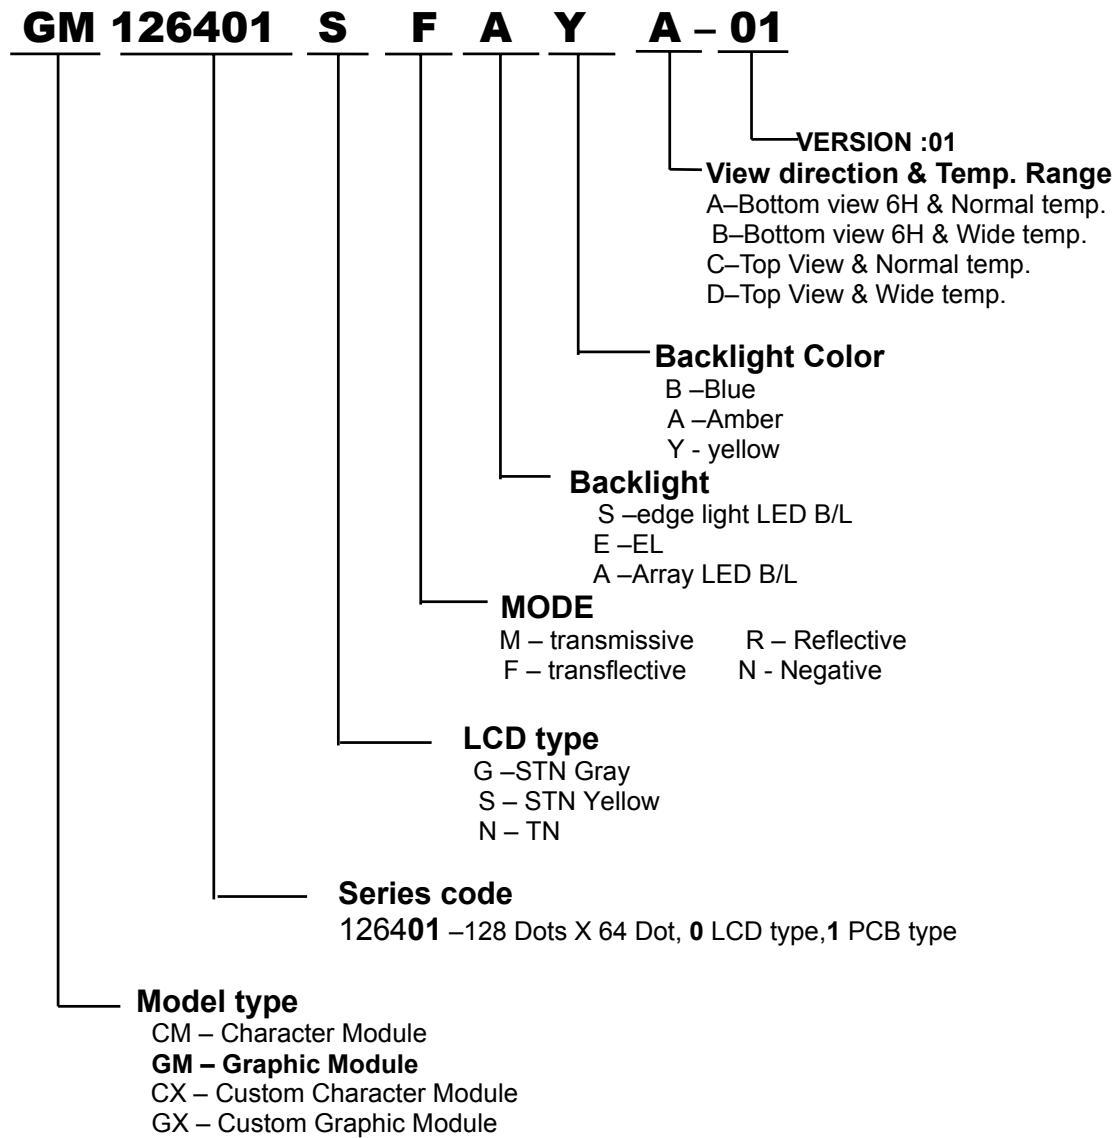 GM 126401 S F A Y A – 01
VERSION :01
View direction & Temp. Range
A–Bottom view 6H & Normal temp.
B–Bottom view 6H & Wide temp.
C–Top View & Normal temp.
D–Top View & Wide temp.
Backlight Color
B –Blue
A –Amber
Y - yellow
Backlight
S –edge light LED B/L
E –EL
A –Array LED B/L
MODE
M – transmissive R – Reflective
F – transflective N - Negative
LCD type
G –STN Gray
S – STN Yellow
N – TN
Series code
126401 –128 Dots X 64 Dot, 0 LCD type,1 PCB type
Model type
CM – Character Module
GM – Graphic Module
CX – Custom Character Module
GX – Custom Graphic Module